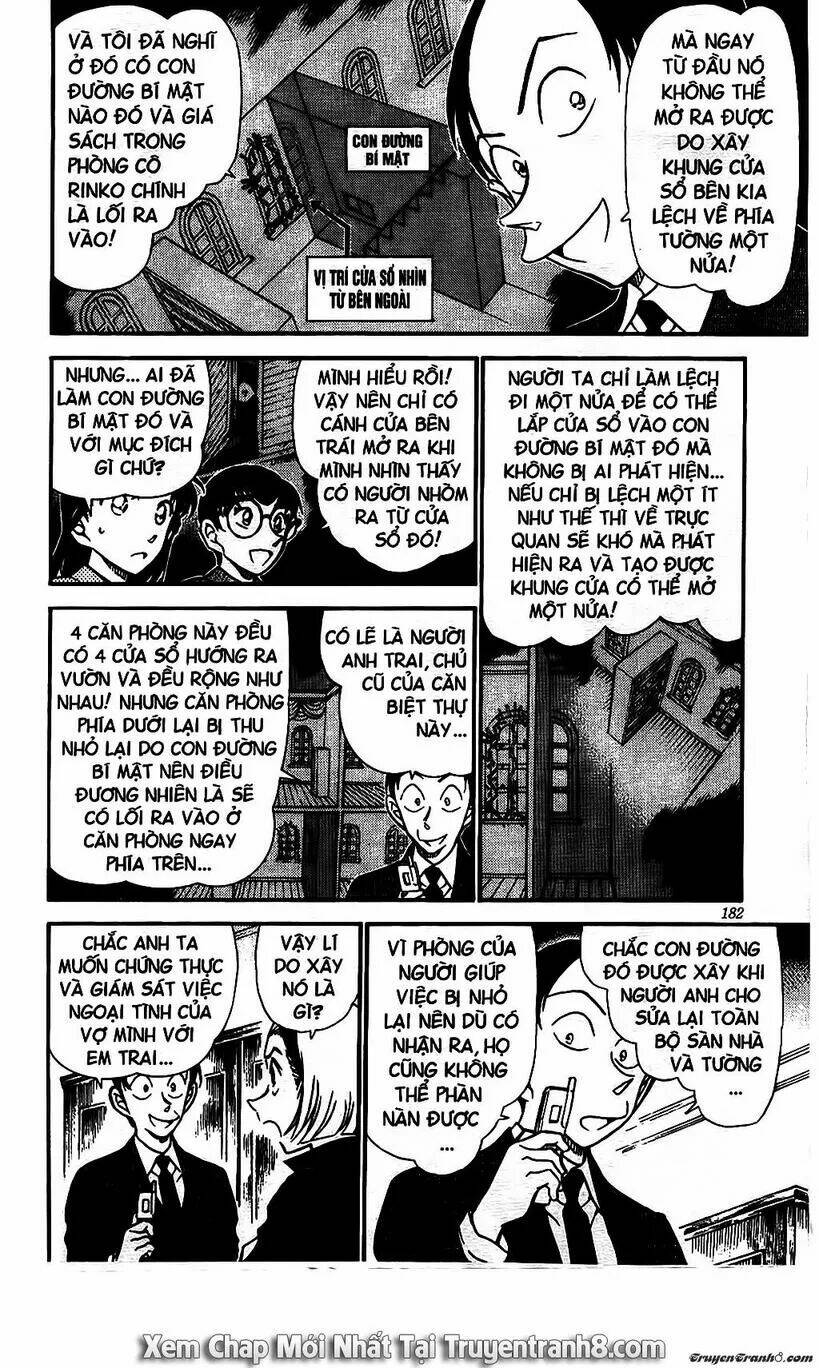 MÀ NGAY
TỪ ĐẦU NÓ
KHÔNG THỂ
MỞ RA ĐƯỢC
DO XÂY
KHUNG CỬA
SỔ BÊN KIA
LỆCH VỀ PHÍA
TƯỜNG MỘT
NỬA!
VÀ TÔI ĐÃ NGHĨ
Ở ĐÓ CÓ CON
ĐƯỜNG BÍ MẬT
NÀO ĐÓ VÀ GIÁ
SÁCH TRONG
PHÒNG CÔ
RINKO CHÍNH
LÀ LỐI RA
VÀO!
CON ĐƯỜNG
BÍ MẬT
VỊ TRÍ CỬA SỔ NHÌN
TỪ BÊN NGOÀI
NGƯỜI TA CHỈ LÀM LỆCH
ĐI MỘT NỬA ĐỂ CÓ THỂ
LẮP CỬA SỔ VÀO CON
ĐƯỜNG BÍ MẬT ĐÓ MÀ
KHÔNG BỊ AI PHÁT HIỆN...
NẾU CHỈ BỊ LỆCH MỘT ÍT
NHƯ THẾ THÌ VỀ TRỰC
QUAN SẼ KHÓ MÀ PHÁT
HIỆN RA VÀ TẠO ĐƯỢC
KHUNG CỬA CÓ THỂ MỞ
MỘT NỬA!
MÌNH HIỂU RỒI!
VẬY NÊN CHỈ CÓ
CÁNH CỬA BÊN
TRÁI MỞ RA KHI
MÌNH NHÌN THẤY
CÓ NGƯỜI NHÒM
RA TỪ CỬA
SỔ ĐÓ!
NHƯNG... AI ĐÃ
LÀM CON ĐƯỜNG
BÍ MẬT ĐÓ VÀ
VỚI MỤC ĐÍCH
GÌ CHỨ?
CÓ LẼ LÀ NGƯỜI
ANH TRAI, CHỦ
CŨ CỦA CĂN
BIỆT THỰ
NÀY...
4 CĂN PHÒNG NÀY ĐỀU
CÓ 4 CỬA SỔ HƯỚNG RA
VƯỜN VÀ ĐỀU RỘNG NHƯ
NHAU! NHƯNG CĂN PHÒNG
PHÍA DƯỚI LẠI BỊ THU
NHỎ LẠI DO CON ĐƯỜNG
BÍ MẬT NÊN ĐIỀU
ĐƯƠNG NHIÊN LÀ SẼ
CÓ LỐI RA VÀO Ở
CĂN PHÒNG NGAY
PHÍA TRÊN...
182
CHẮC CON ĐƯỜNG
ĐÓ ĐƯỢC XÂY KHI
NGƯỜI ANH CHO
SỬA LẠI TOÀN
BỘ SÀN NHÀ
VÀ TƯỜNG
...
VÌ PHÒNG CỦA
NGƯỜI GIÚP
VIỆC BỊ NHỎ
LẠI NÊN DÙ CÓ
NHẬN RA, HỌ
CŨNG KHÔNG
THỂ PHÀN
NÀN ĐƯỢC
...
VẬY LÍ
DO XÂY
NÓ LÀ
GÌ?
CHẮC ANH TA
MUỐN CHỨNG THỰC
VÀ GIÁM SÁT VIỆC
NGOẠI TÌNH CỦA
VỢ MÌNH VỚI
EM TRAI...
Xem Chap Mới Nhất Tại Truyentranh8.com
TruyenTranh8.com